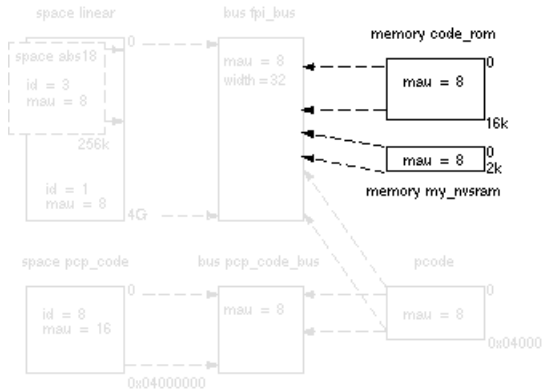 space linear
bus fpi_bus
memory code_rom
0
space abs18
id = 3
mau = 8
256k
id = 1
mau = 8
4G
mau = 8
width = 32
mau = 8
0
16k
mau = 8
0
2k
memory my_nvsram
space pcp_code
bus pcp_code_bus
pcode
id = 8
mau = 16
0
0x04000000
mau = 8
mau = 8
0
0x04000